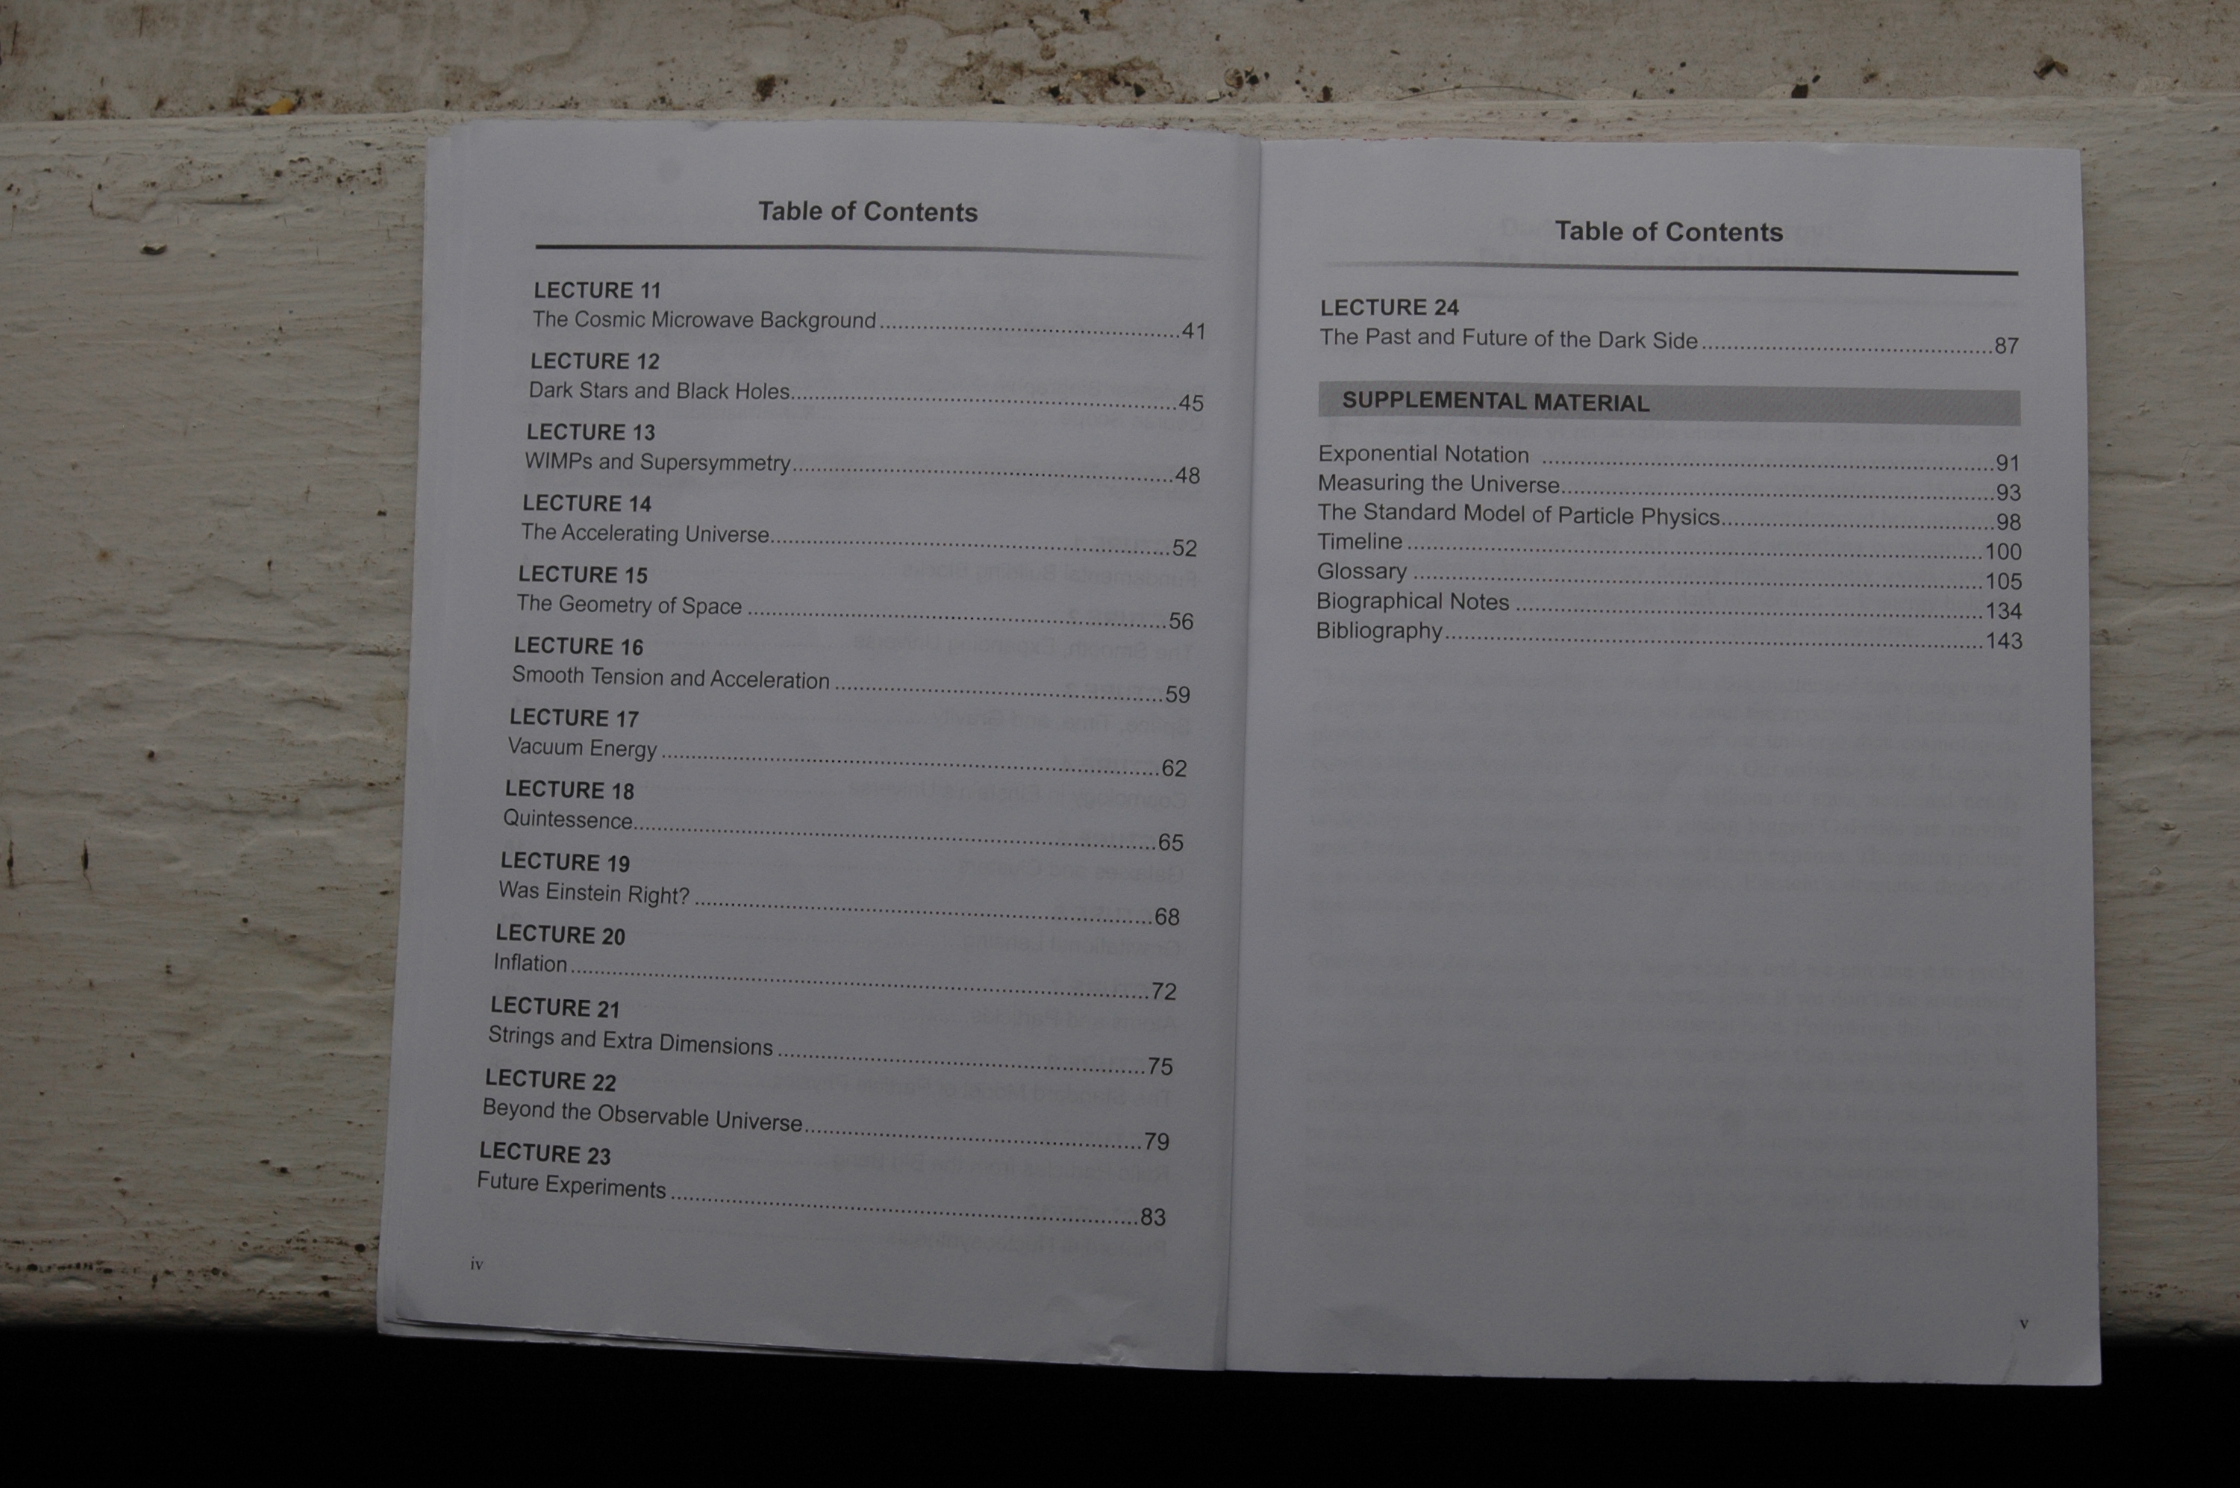 Table of Contents
LECTURE 11
The Cosmic Microwave Background....................................................41
LECTURE 12
Dark Stars and Black Holes....................................................45
LECTURE 13
WIMPs and Supersymmetry....................................................48
LECTURE 14
The Accelerating Universe....................................................52
LECTURE 15
The Geometry of Space ....................................................56
LECTURE 16
Smooth Tension and Acceleration ....................................................59
LECTURE 17
Vacuum Energy ....................................................62
LECTURE 18
Quintessence....................................................65
LECTURE 19
Was Einstein Right? ....................................................68
LECTURE 20
Inflation ....................................................72
LECTURE 21
Strings and Extra Dimensions ....................................................75
LECTURE 22
Beyond the Observable Universe....................................................79
LECTURE 23
Future Experiments ....................................................83
iv
Table of Contents
LECTURE 24
The Past and Future of the Dark Side ....................................................87
SUPPLEMENTAL MATERIAL
Exponential Notation ....................................................91
Measuring the Universe....................................................93
The Standard Model of Particle Physics....................................................98
Timeline ....................................................100
Glossary ....................................................105
Biographical Notes ....................................................134
Bibliography....................................................143
v